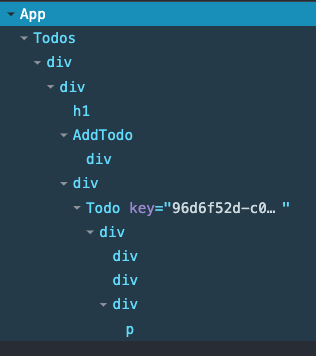 App
Todos
div
div
h1
AddTodo
div
div
Todo key="96d6f52d-c0… "
div
div
div
div
p